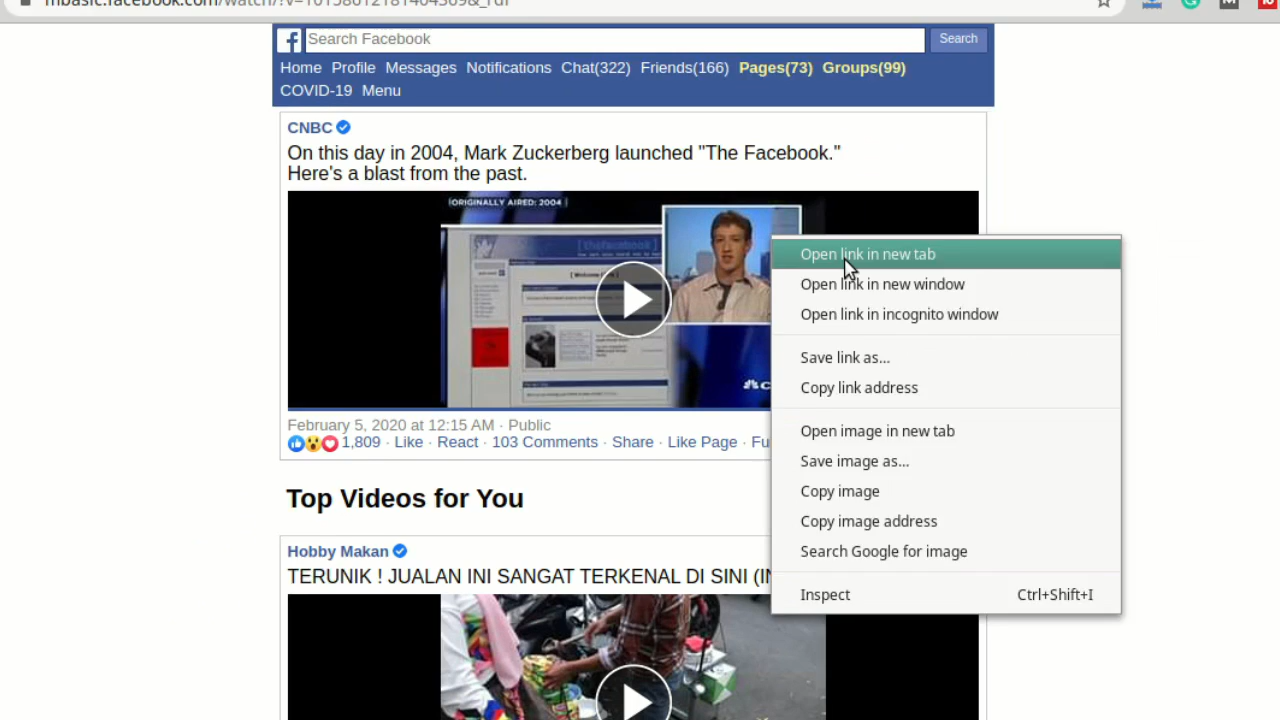 Search Facebook
Search
Home Profile Messages Notifications Chat(322) Friends(166) Pages(73) Groups(99)
COVID-19 Menu
CNBC
On this day in 2004, Mark Zuckerberg launched "The Facebook."
Here's a blast from the past.
ORIGINALLY AIRED: 2004
[thefacebook]
Open link in new tab
Open link in new window
Open link in incognito window
Save link as...
Copy link address
Open image in new tab
Save image as...
Copy image
Copy image address
Search Google for image
Inspect Ctrl+Shift+I
February 5, 2020 at 12:15 AM · Public
1,809 · Like · React · 103 Comments · Share · Like Page · Fu
Top Videos for You
Hobby Makan
TERUNIK ! JUALAN INI SANGAT TERKENAL DI SINI